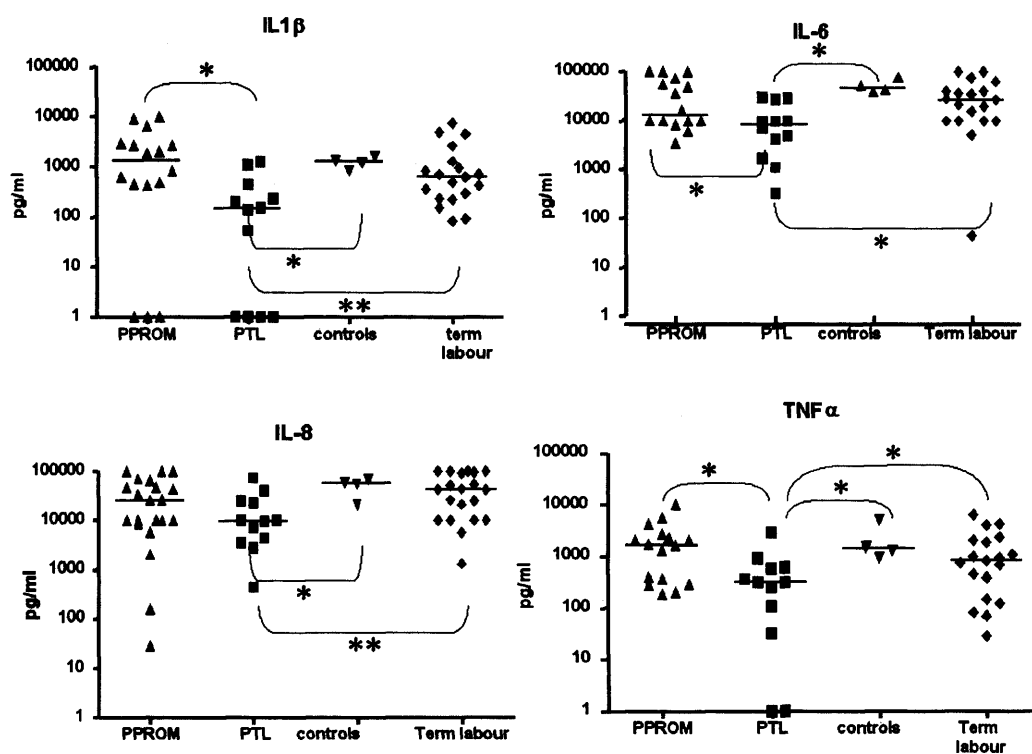 IL1β
*
100000
10000
1000
100
10
1
pg/ml
*
**
PPROM PTL controls term labour
IL-6
*
100000
10000
1000
100
10
1
pg/ml
*
*
PPROM PTL controls Term labour
IL-8
100000
10000
1000
100
10
1
pg/ml
*
**
PPROM PTL controls Term labour
TNFα
*
*
*
100000
10000
1000
100
10
1
pg/ml
PPROM PTL controls Term
labour